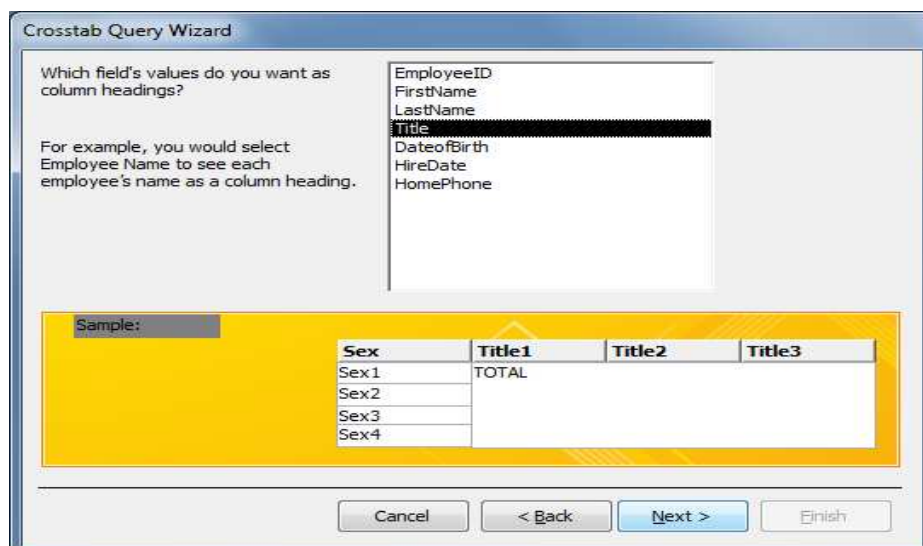 Crosstab Query Wizard
Which field's values do you want as
column headings?
For example, you would select
Employee Name to see each
employee's name as a column heading.
EmployeeID
FirstName
LastName
Title
DateofBirth
HireDate
HomePhone
Sample:
Sex Title1 Title2 Title3
Sex1 TOTAL
Sex2
Sex3
Sex4
Cancel < Back Next > Finish